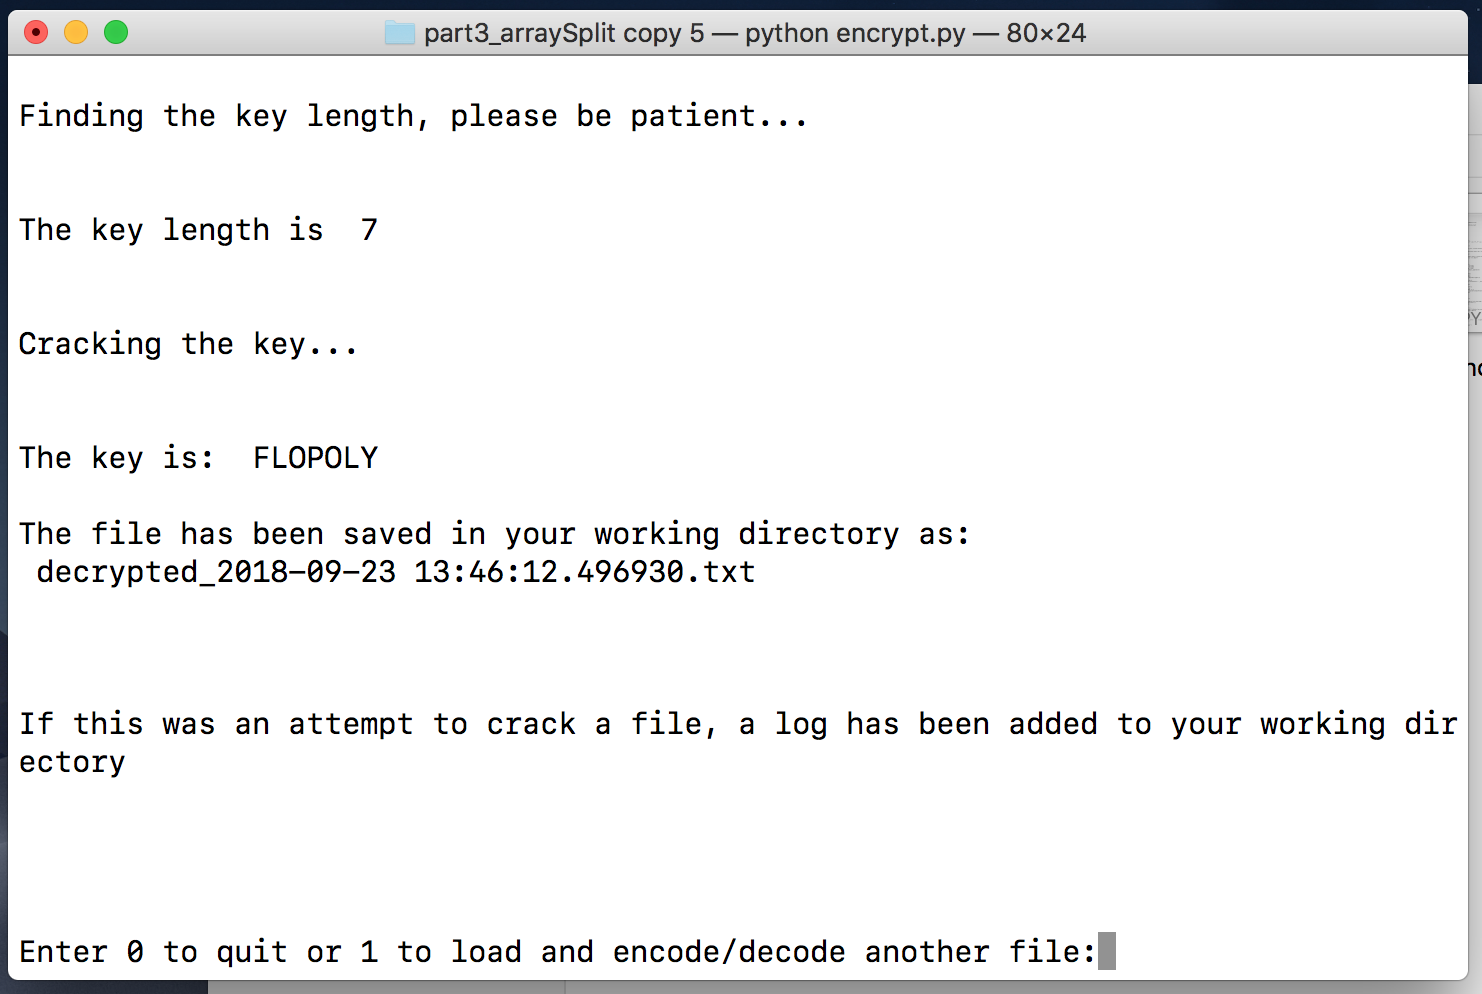 part3_arraySplit copy 5 — python encrypt.py — 80×24
Finding the key length, please be patient...
The key length is  7
Cracking the key...
The key is:  FLOPOLY
The file has been saved in your working directory as:
 decrypted_2018-09-23 13:46:12.496930.txt
If this was an attempt to crack a file, a log has been added to your working dir
ectory
Enter 0 to quit or 1 to load and encode/decode another file: